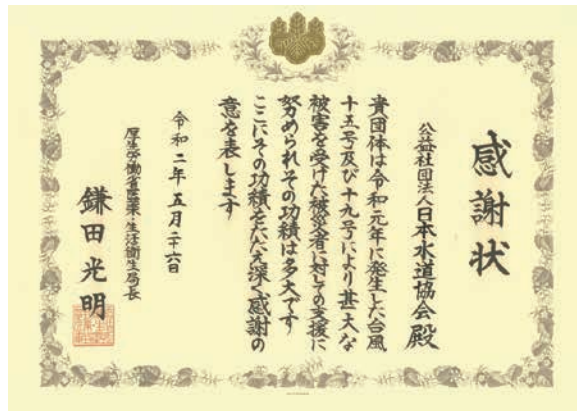 感謝状
公益社団法人日本水道協会殿
貴団体は令和元年に発生した台風
十五号及び十九号により甚大な
被害を受けた被災者に対しての支援に
努められその功績は多大です
ここにその功績をたたえ深く感謝の
意を表します
令和二年五月二十六日
厚生労働省医薬・生活衛生局長
鎌田光明